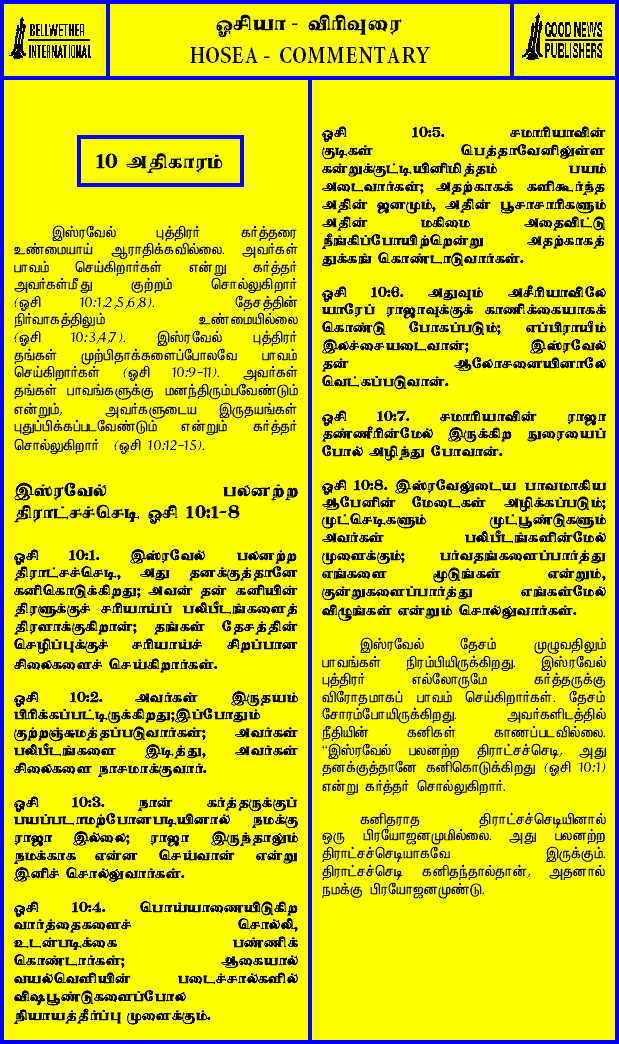 BELLWETHER
INTERNATIONAL
ஓசியா - விரிவுரை
HOSEA - COMMENTARY
GOOD NEWS
PUBLISHERS
10 அதிகாரம்
இஸ்ரவேல் புத்திரர் கர்த்தரை
உண்மையாய் ஆராதிக்கவில்லை. அவர்கள்
பாவம் செய்கிறார்கள் என்று கர்த்தர்
அவர்கள்மீது குற்றம் சொல்லுகிறார்
(ஓசி 10:1,2,5,6,8). தேசத்தின்
நிர்வாகத்திலும் உண்மையில்லை
(ஓசி 10:3,4,7). இஸ்ரவேல் புத்திரர்
தங்கள் முற்பிதாக்களைப்போலவே பாவம்
செய்கிறார்கள் (ஓசி 10:9-11). அவர்கள்
தங்கள் பாவங்களுக்கு மனந்திரும்பவேண்டும்
என்றும், அவர்களுடைய இருதயங்கள்
புதுப்பிக்கப்படவேண்டும் என்றும் கர்த்தர்
சொல்லுகிறார் (ஓசி 10:12-15).
இஸ்ரவேல் பலனற்ற
திராட்சச்செடி ஓசி 10:1-8
ஓசி 10:1. இஸ்ரவேல் பலனற்ற
திராட்சச்செடி, அது தனக்குத்தானே
கனிகொடுக்கிறது; அவன் தன் கனியின்
திரளுக்குச் சரியாய்ப் பலிபீடங்களைத்
திரளாக்குகிறான்; தங்கள் தேசத்தின்
செழிப்புக்குச் சரியாய்ச் சிறப்பான
சிலைகளைச் செய்கிறார்கள்.
ஓசி 10:2. அவர்கள் இருதயம்
பிரிக்கப்பட்டிருக்கிறது;இப்போதும்
குற்றஞ்சுமத்தப்படுவார்கள்; அவர்கள்
பலிபீடங்களை இடித்து, அவர்கள்
சிலைகளை நாசமாக்குவார்.
ஓசி 10:3. நான் கர்த்தருக்குப்
பயப்படாமற்போனபடியினால் நமக்கு
ராஜா இல்லை; ராஜா இருந்தாலும்
நமக்காக என்ன செய்வான் என்று
இனிச் சொல்லுவார்கள்.
ஓசி 10:4. பொய்யாணையிடுகிற
வார்த்தைகளைச் சொல்லி,
உடன்படிக்கை பண்ணிக்
கொண்டார்கள்; ஆகையால்
வயல்வெளியின் படைச்சால்களில்
விஷபூண்டுகளைப்போல
நியாயத்தீர்ப்பு முளைக்கும்.
ஓசி 10:5. சமாரியாவின்
குடிகள் பெத்தாவேனிலுள்ள
கன்றுக்குட்டியினிமித்தம் பயம்
அடைவார்கள்; அதற்காகக் களிகூர்ந்த
அதின் ஜனமும், அதின் பூசாசாரிகளும்
அதின் மகிமை அதைவிட்டு
நீங்கிப்போயிற்றென்று அதற்காகத்
துக்கங் கொண்டாடுவார்கள்.
ஓசி 10:6. அதுவும் அசீரியாவிலே
யாரேப் ராஜாவுக்குக் காணிக்கையாகக்
கொண்டு போகப்படும்; எப்பிராயீம்
இலச்சையடைவான்; இஸ்ரவேல்
தன் ஆலோசனையினாலே
வெட்கப்படுவான்.
ஓசி 10:7. சமாரியாவின் ராஜா
தண்ணீரின்மேல் இருக்கிற நுரையைப்
போல் அழிந்து போவான்.
ஓசி 10:8. இஸ்ரவேலுடைய பாவமாகிய
ஆபேனின் மேடைகள் அழிக்கப்படும்;
முட்செடிகளும் முட்பூண்டுகளும்
அவர்கள் பலிபீடங்களின்மேல்
முளைக்கும்; பர்வதங்களைப்பார்த்து
எங்களை மூடுங்கள் என்றும்,
குன்றுகளைப்பார்த்து எங்கள்மேல்
விழுங்கள் என்றும் சொல்லுவார்கள்.
இஸ்ரவேல் தேசம் முழுவதிலும்
பாவங்கள் நிரம்பியிருக்கிறது. இஸ்ரவேல்
புத்திரர் எல்லோருமே கர்த்தருக்கு
விரோதமாகப் பாவம் செய்கிறார்கள். தேசம்
சோரம்போயிருக்கிறது. அவர்களிடத்தில்
நீதியின் கனிகள் காணப்படவில்லை.
"இஸ்ரவேல் பலனற்ற திராட்சச்செடி, அது
தனக்குத்தானே கனிகொடுக்கிறது (ஓசி 10:1)
என்று கர்த்தர் சொல்லுகிறார்.
கனிதராத திராட்சச்செடியினால்
ஒரு பிரயோஜனமுமில்லை. அது பலனற்ற
திராட்சச்செடியாகவே இருக்கும்.
திராட்சச்செடி கனிதந்தால்தான், அதனால்
நமக்கு பிரயோஜனமுண்டு.